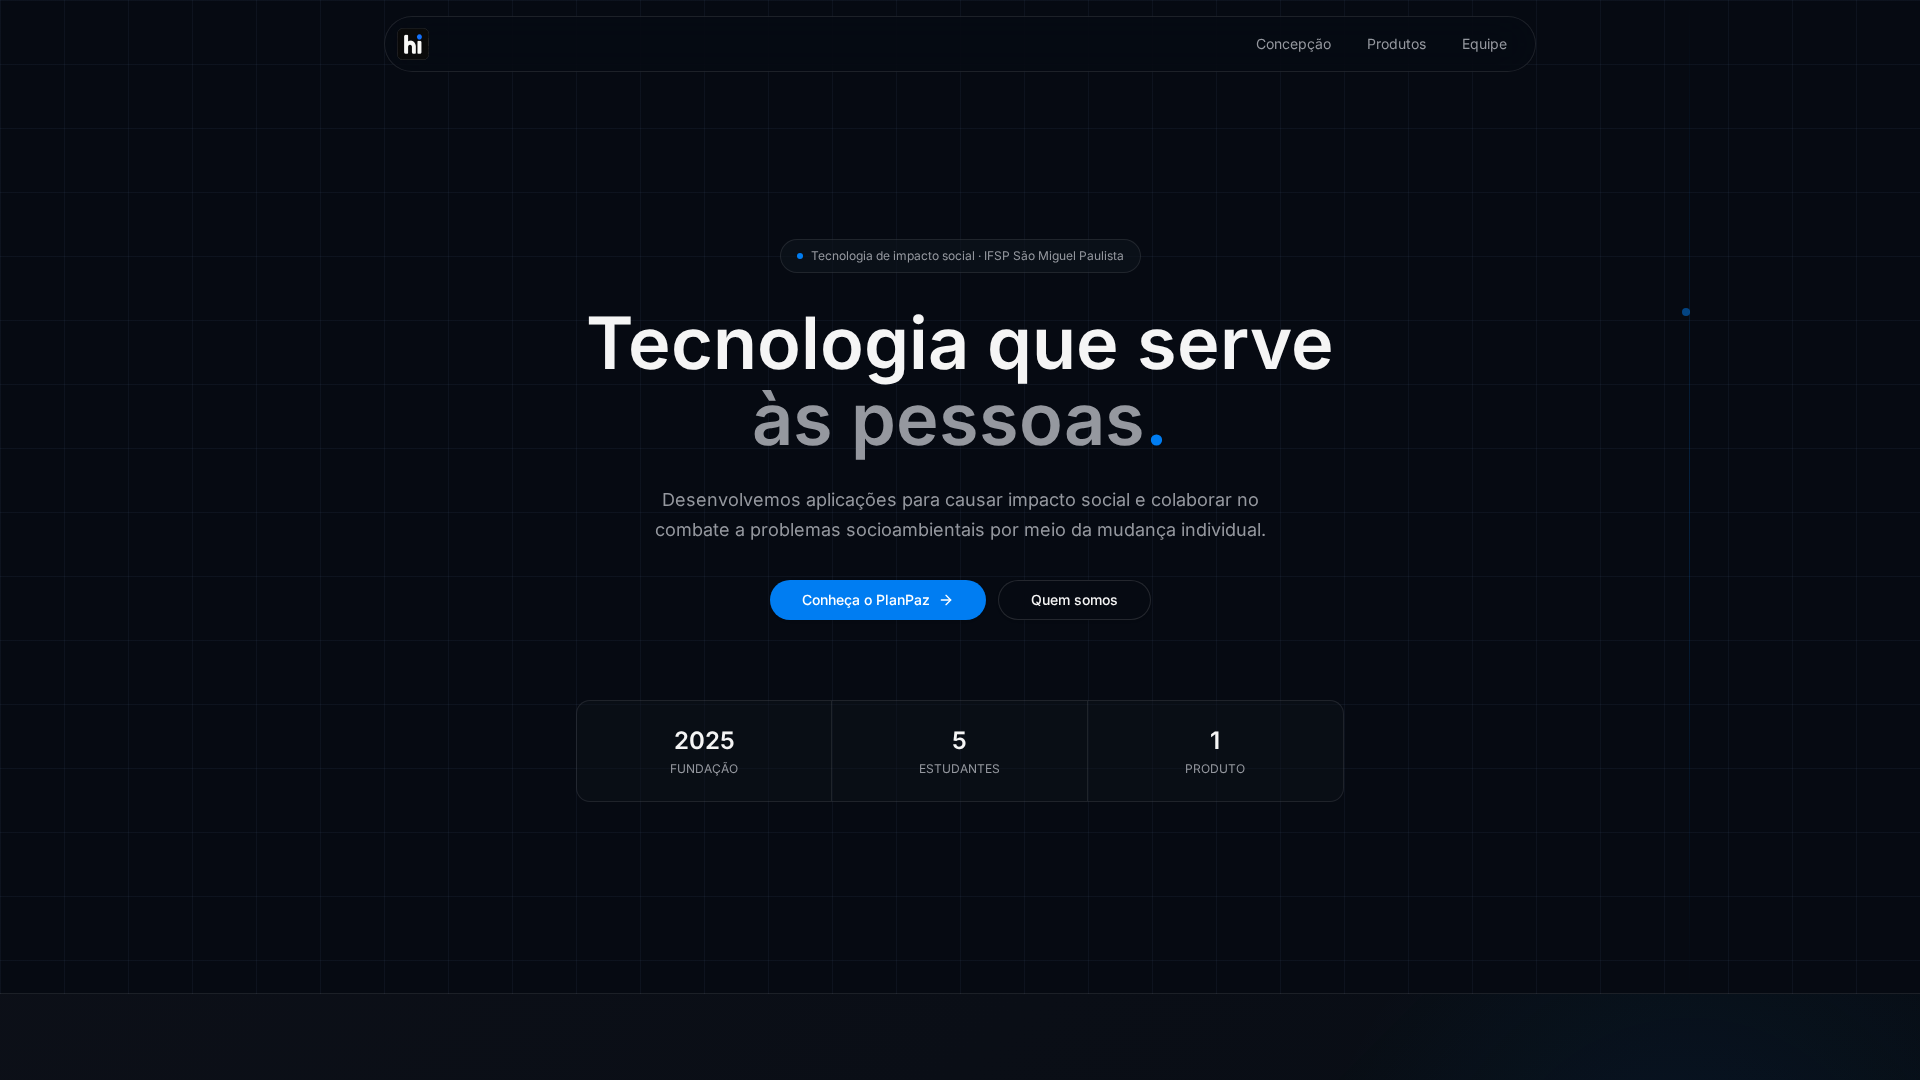 hi
Concepção
Produtos
Equipe
Tecnologia de impacto social · IFSP São Miguel Paulista
Tecnologia que serve
às pessoas.
Desenvolvemos aplicações para causar impacto social e colaborar no
combate a problemas socioambientais por meio da mudança individual.
Conheça o PlanPaz →
Quem somos
2025
FUNDAÇÃO
5
ESTUDANTES
1
PRODUTO